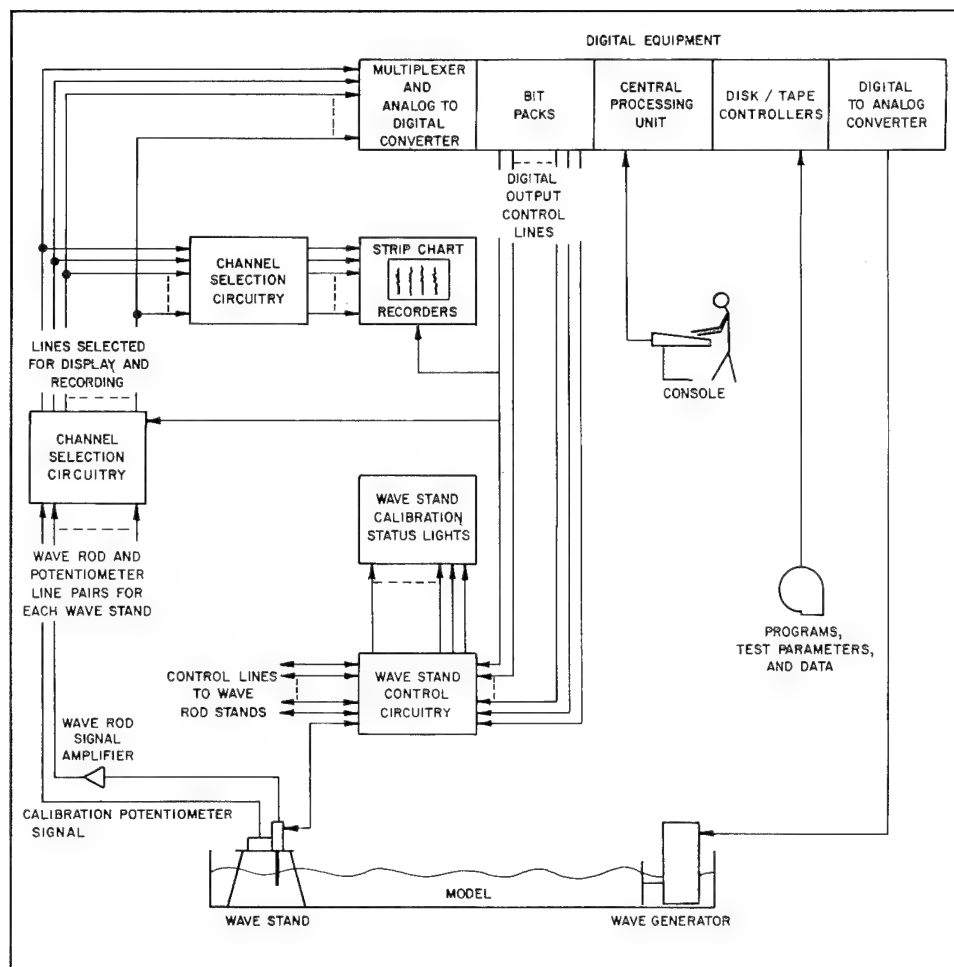 DIGITAL EQUIPMENT
MULTIPLEXER
AND
ANALOG TO
DIGITAL
CONVERTER
BIT
PACKS
CENTRAL
PROCESSING
UNIT
DISK / TAPE
CONTROLLERS
DIGITAL
TO ANALOG
CONVERTER
DIGITAL
OUTPUT
CONTROL
LINES
CHANNEL
SELECTION
CIRCUITRY
STRIP CHART
RECORDERS
LINES SELECTED
FOR DISPLAY AND
RECORDING
CONSOLE
CHANNEL
SELECTION
CIRCUITRY
WAVE STAND
CALIBRATION
STATUS LIGHTS
WAVE ROD AND
POTENTIOMETER
LINE PAIRS FOR
EACH WAVE STAND
PROGRAMS,
TEST PARAMETERS,
AND DATA
CONTROL LINES
TO WAVE
ROD STANDS
WAVE STAND
CONTROL
CIRCUITRY
WAVE ROD
SIGNAL
AMPLIFIER
CALIBRATION POTENTIOMETER
SIGNAL
MODEL
WAVE STAND
WAVE GENERATOR